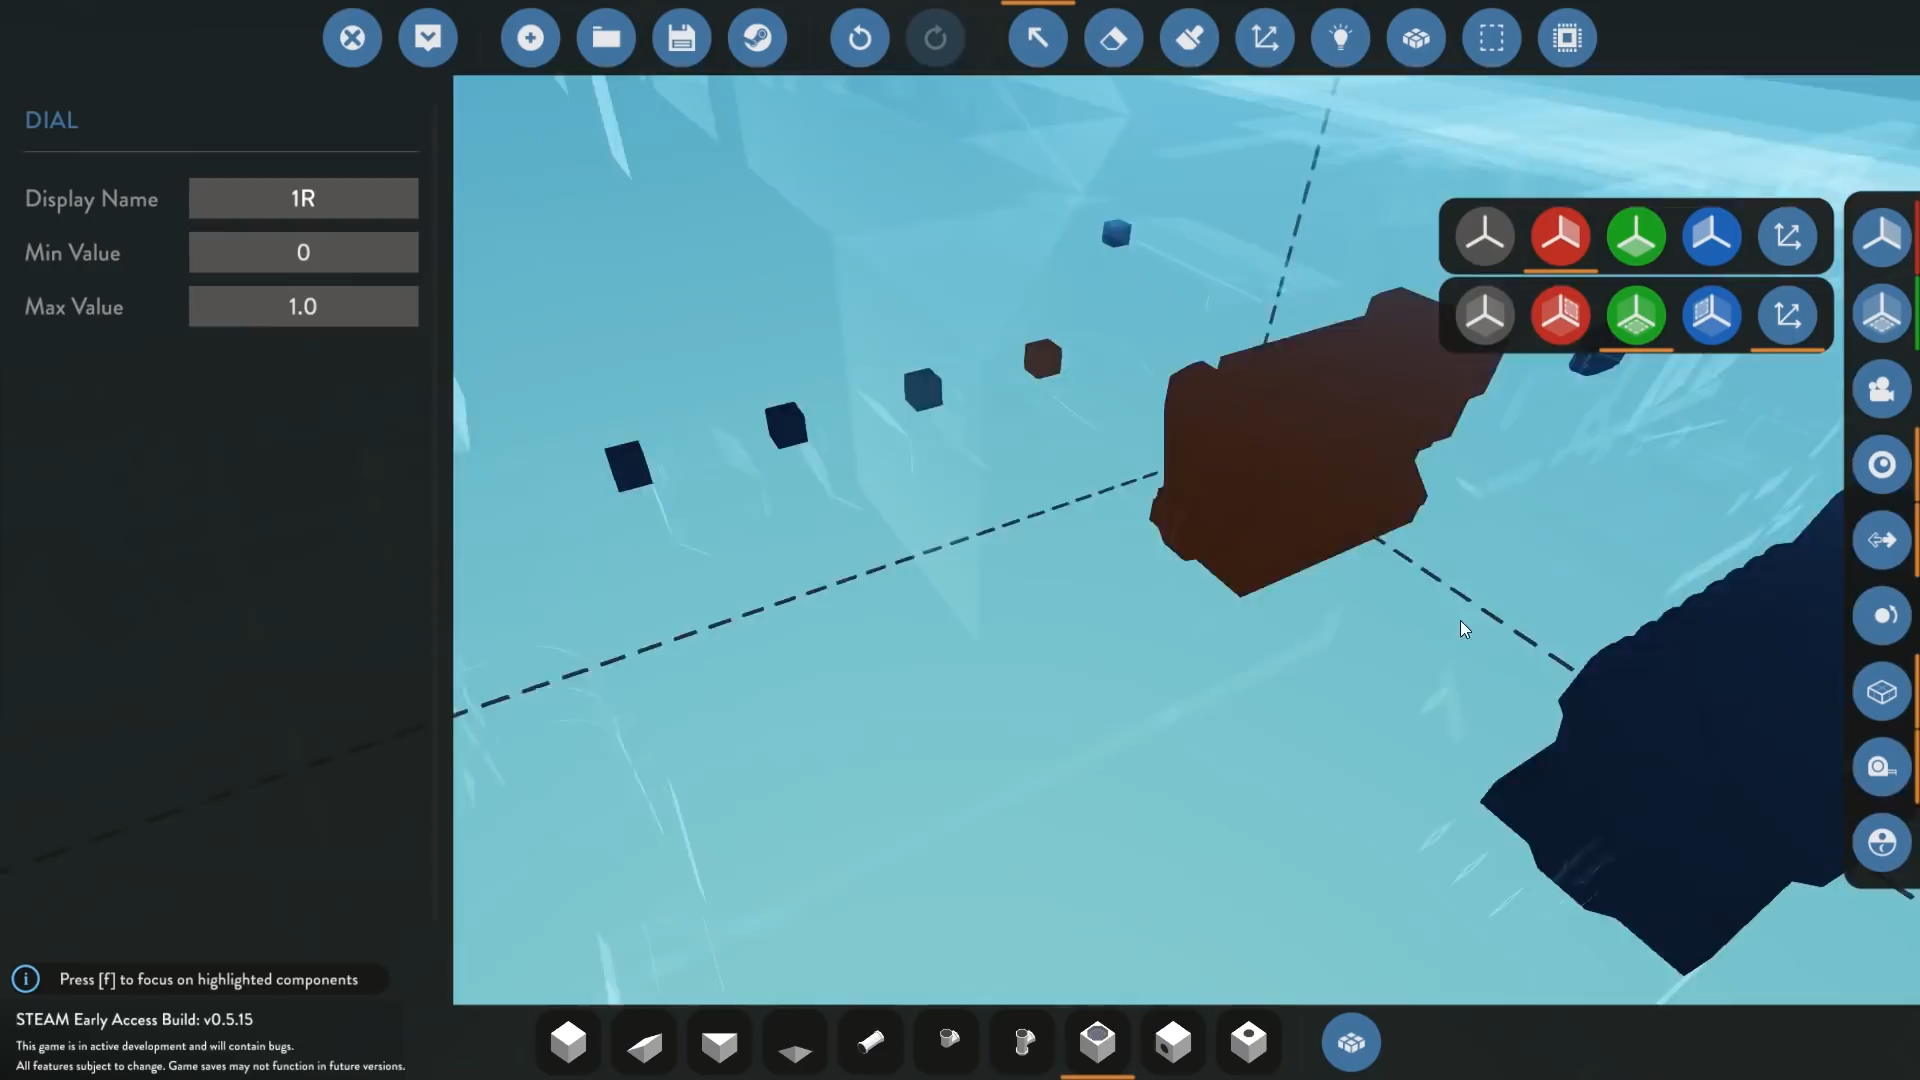 DIAL
Display Name 1R
Min Value 0
Max Value 1.0
Press [f] to focus on highlighted components
STEAM Early Access Build: v0.5.15
This game is in active development and will contain bugs.
All features subject to change. Game saves may not function in future versions.